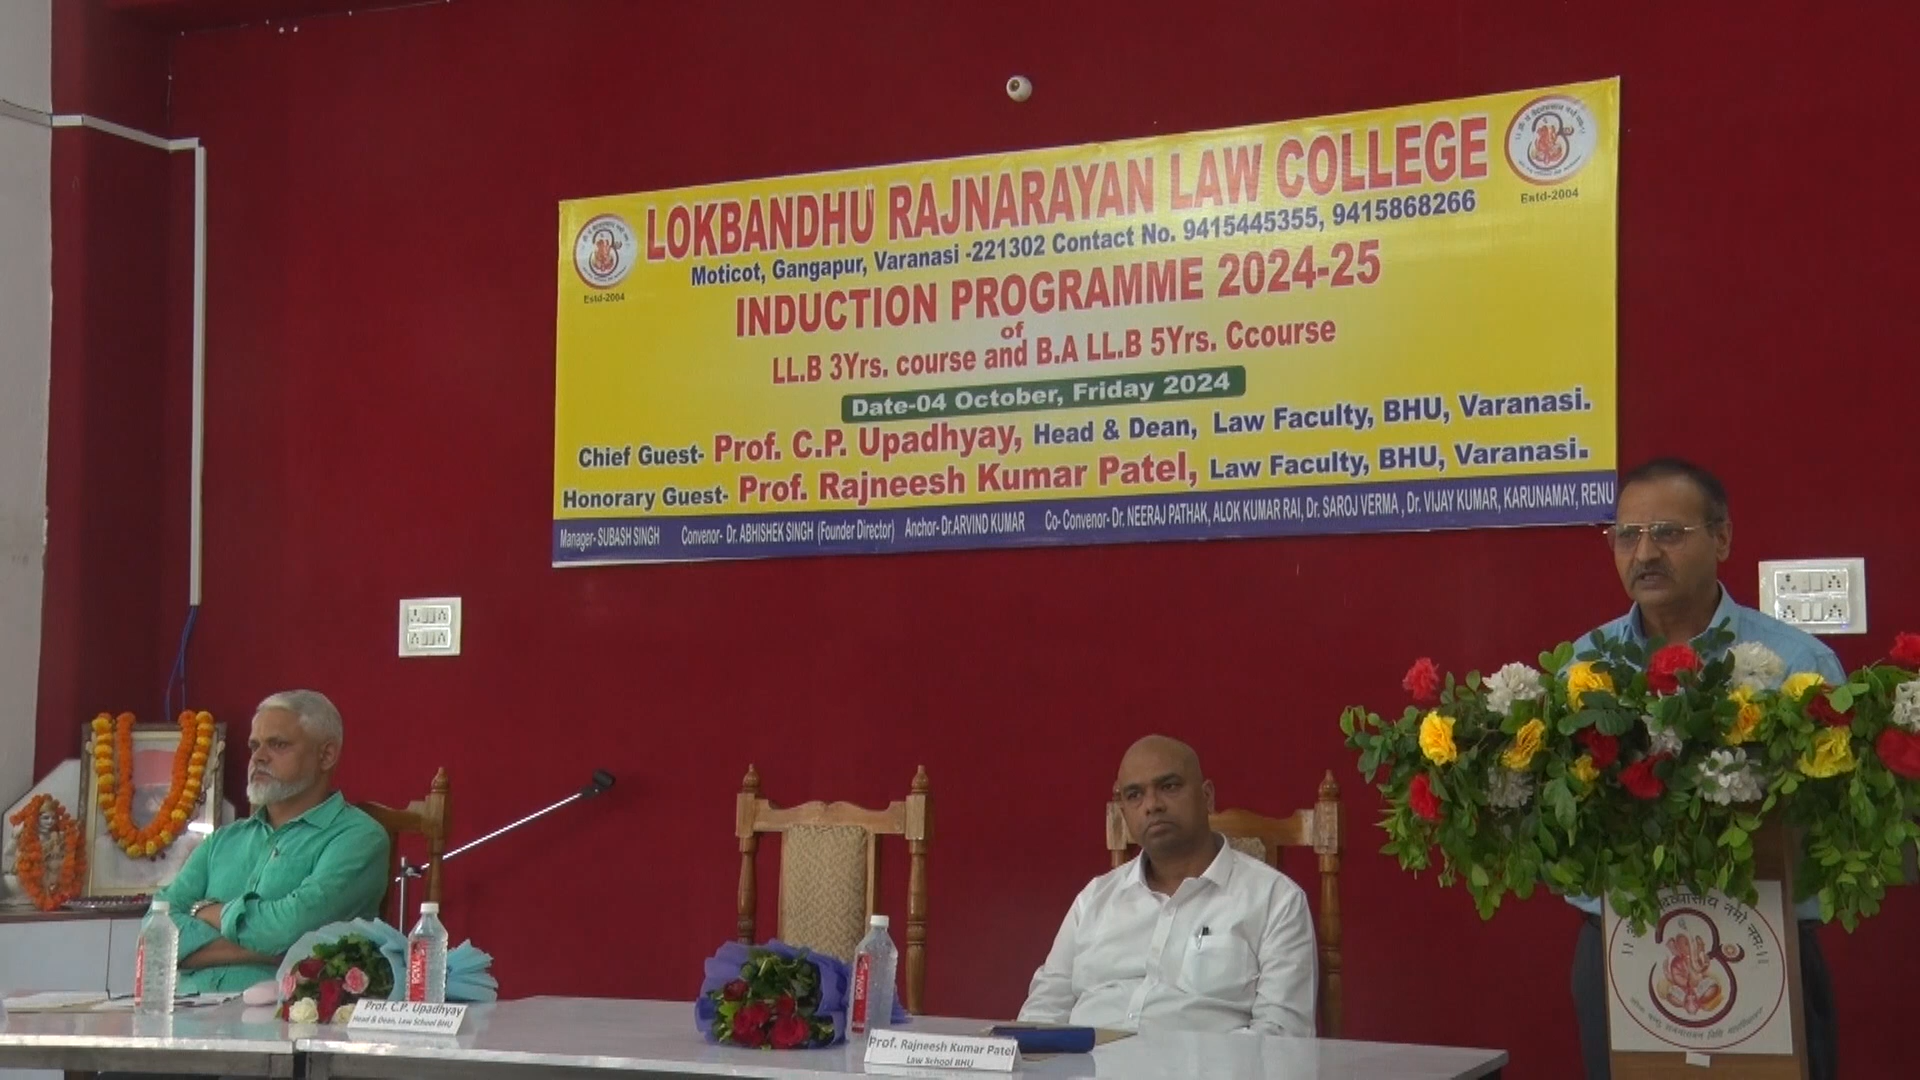 LOKBANDHU RAJNARAYAN LAW COLLEGE
Moticot, Gangapur, Varanasi -221302 Contact No. 9415445355, 9415868266
INDUCTION PROGRAMME 2024-25
of
LL.B 3Yrs. course and B.A LL.B 5Yrs. Ccourse
Date-04 October, Friday 2024
Chief Guest- Prof. C.P. Upadhyay, Head & Dean, Law Faculty, BHU, Varanasi.
Honorary Guest- Prof. Rajneesh Kumar Patel, Law Faculty, BHU, Varanasi.
Manager- SUBASH SINGH Convenor- Dr. ABHISHEK SINGH (Founder Director) Anchor- Dr.ARVIND KUMAR Co- Convenor- Dr. NEERAJ PATHAK, ALOK KUMAR RAI, Dr. SAROJ VERMA , Dr. VIJAY KUMAR, KARUNAMAY, RENU
Estd-2004
Estd-2004
Prof. C.P. Upadhyay
Head & Dean, Law School BHU
Prof. Rajneesh Kumar Patel
Law School BHU
नमो नमः।।